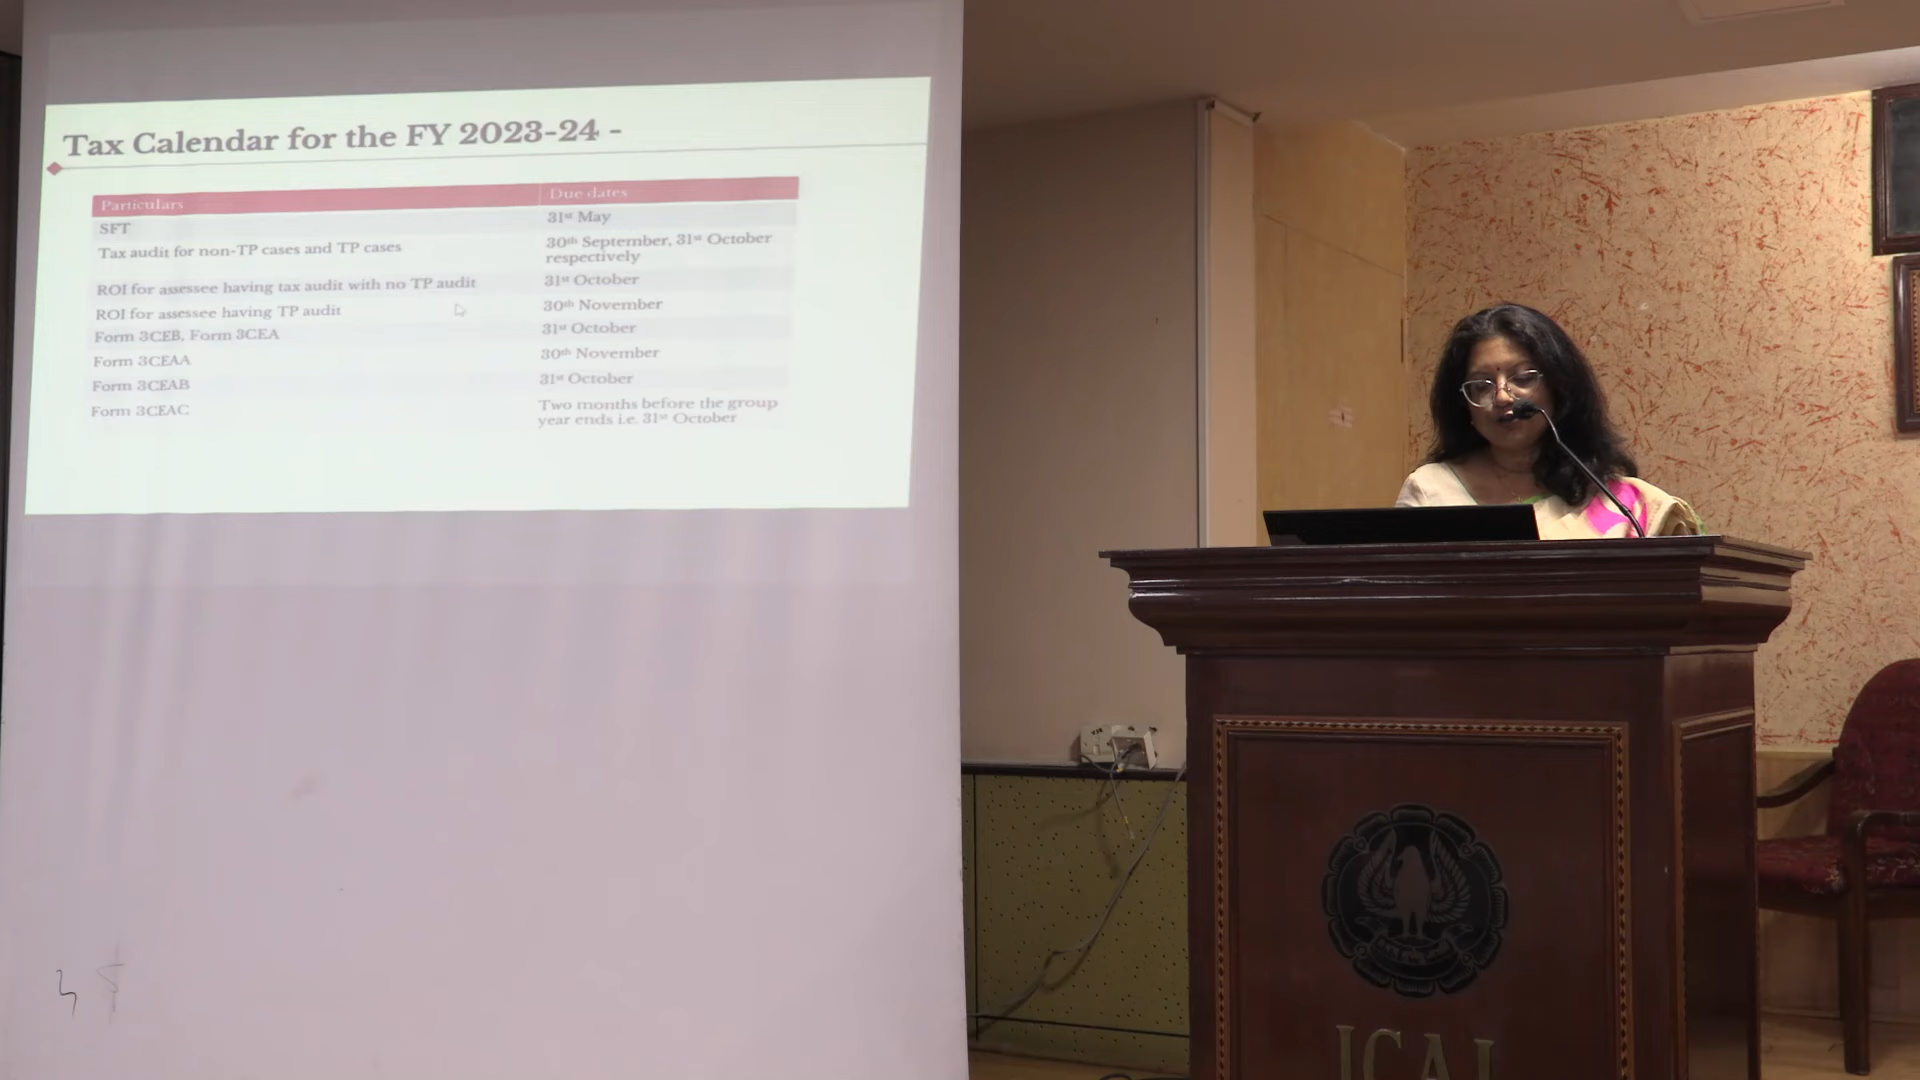 Tax Calendar for the FY 2023-24 -
Particulars Due dates
SFT 31st May
Tax audit for non-TP cases and TP cases 30th September, 31st October
respectively
ROI for assessee having tax audit with no TP audit 31st October
ROI for assessee having TP audit 30th November
Form 3CEB, Form 3CEA 31st October
Form 3CEAA 30th November
Form 3CEAB 31st October
Form 3CEAC Two months before the group
year ends i.e. 31st October
ICAI